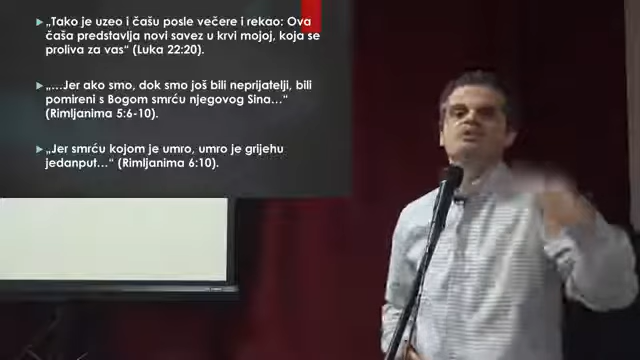 „Tako je uzeo i čašu posle večere i rekao: Ova
čaša predstavlja novi savez u krvi mojoj, koja se
proliva za vas“ (Luka 22:20).
„…Jer ako smo, dok smo još bili neprijatelji, bili
pomireni s Bogom smrću njegovog Sina…“
(Rimljanima 5:6-10).
„Jer smrću kojom je umro, umro je grijehu
jedanput…“ (Rimljanima 6:10).